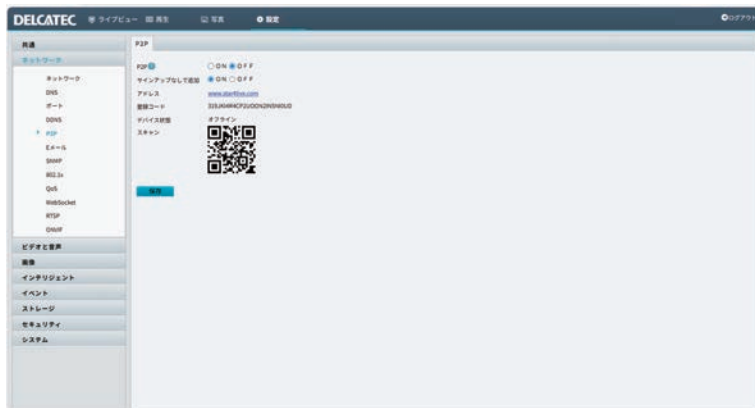 DELCATEC ライブビュー 再生 写真 設定 ログアウト
共通
ネットワーク
ネットワーク
DNS
ポート
DDNS
P2P
Eメール
SNMP
802.1x
QoS
WebSocket
RTSP
ONVIF
ビデオと音声
画像
インテリジェント
イベント
ストレージ
セキュリティ
システム
P2P
P2P ON OFF
サインアップなしで追加 ON OFF
アドレス www.star4live.com
登録コード
デバイス状態 オフライン
スキャン
保存